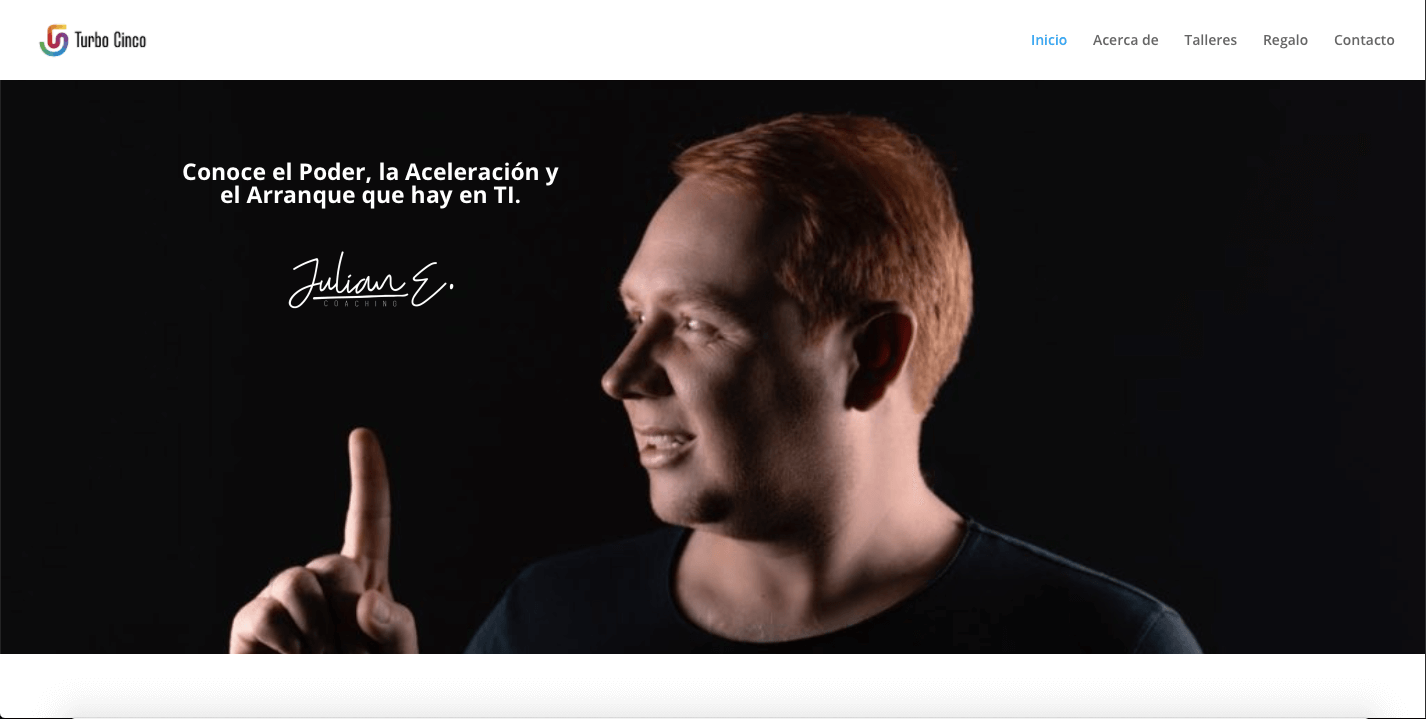 Turbo Cinco
Inicio
Acerca de
Talleres
Regalo
Contacto
Conoce el Poder, la Aceleración y
el Arranque que hay en TI.
Julian E.
COACHING